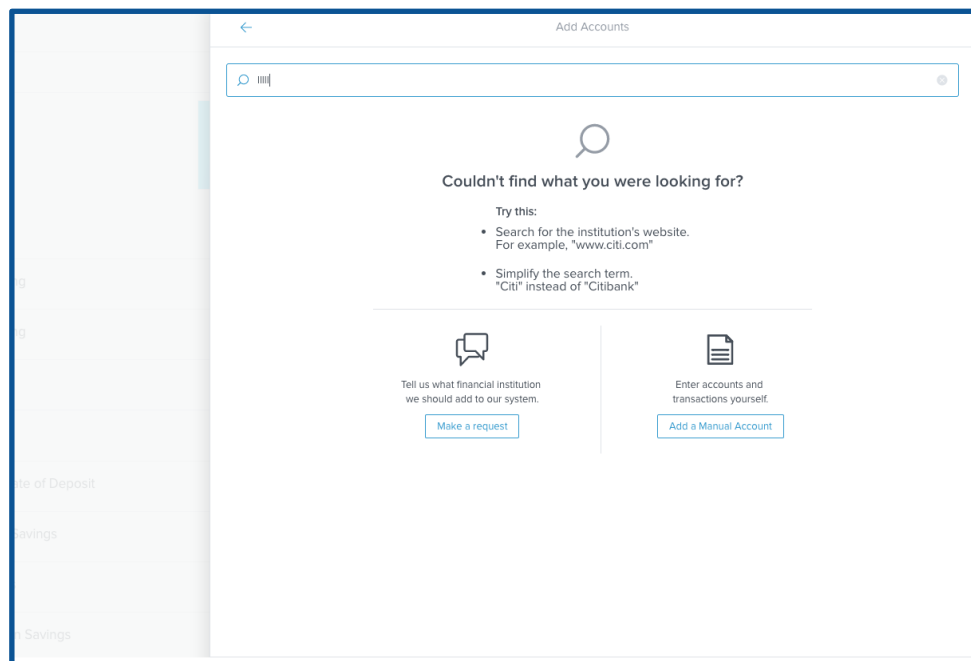 Add Accounts
Couldn't find what you were looking for?
Try this:
• Search for the institution's website.
For example, "www.citi.com"
• Simplify the search term.
"Citi" instead of "Citibank"
Tell us what financial institution
we should add to our system.
Make a request
Enter accounts and
transactions yourself.
Add a Manual Account
ng
ng
ate of Deposit
Savings
n Savings